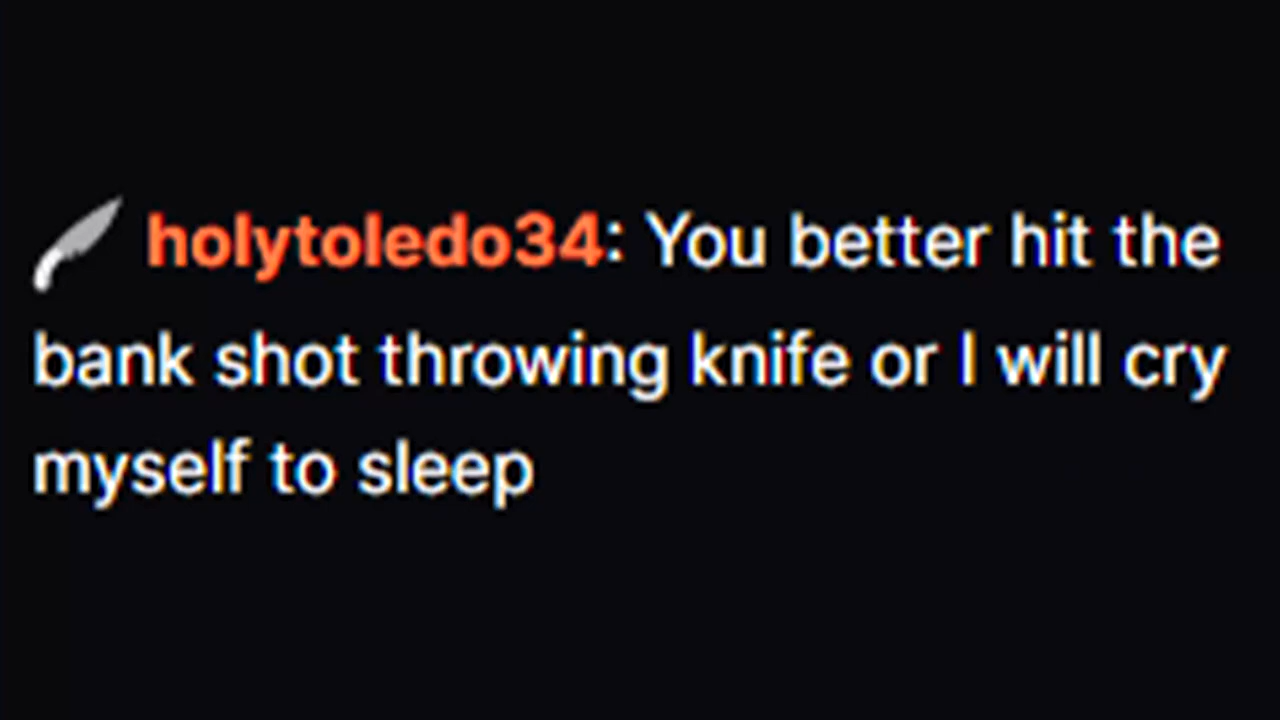 holytoledo34: You better hit the
bank shot throwing knife or I will cry
myself to sleep